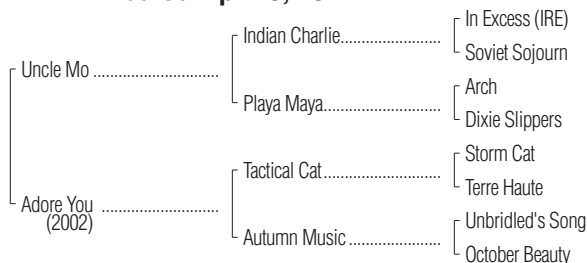 In Excess (IRE)
Indian Charlie
Soviet Sojourn
Uncle Mo
Arch
Playa Maya
Dixie Slippers
Storm Cat
Tactical Cat
Terre Haute
Adore You
(2002)
Unbridled's Song
Autumn Music
October Beauty